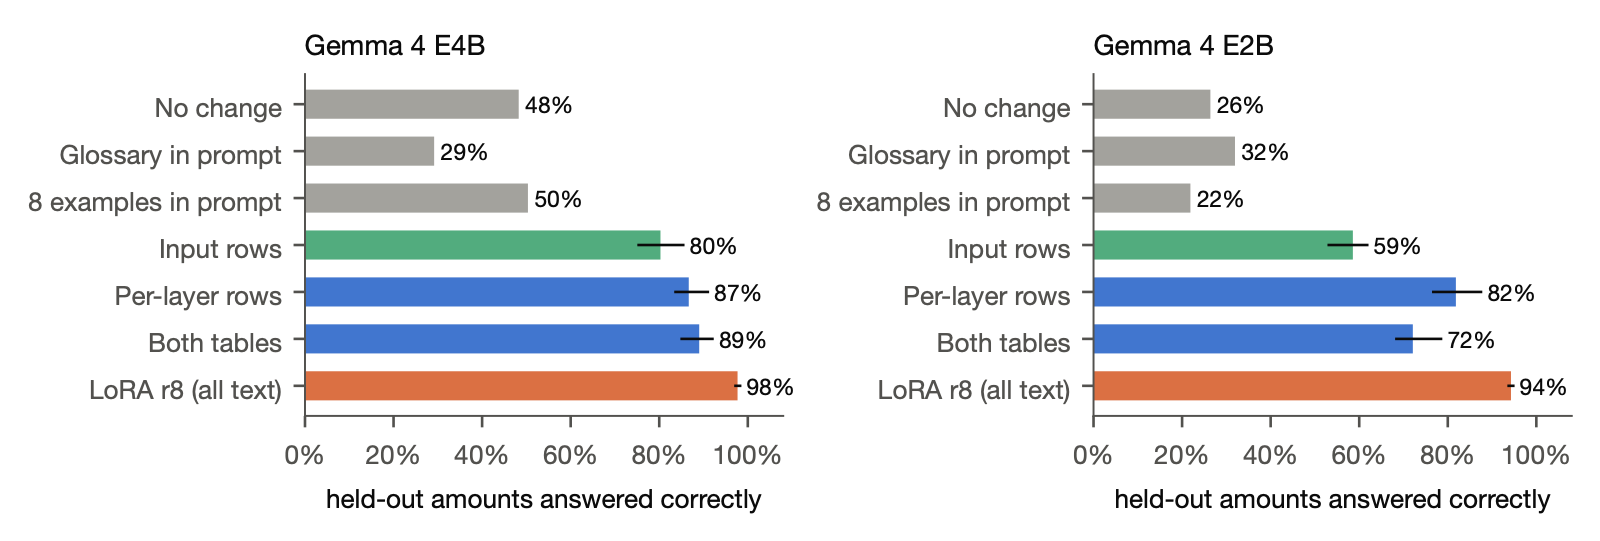 Gemma 4 E4B
No change 48%
Glossary in prompt 29%
8 examples in prompt 50%
Input rows 80%
Per-layer rows 87%
Both tables 89%
LoRA r8 (all text) 98%
0% 20% 40% 60% 80% 100%
held-out amounts answered correctly
Gemma 4 E2B
No change 26%
Glossary in prompt 32%
8 examples in prompt 22%
Input rows 59%
Per-layer rows 82%
Both tables 72%
LoRA r8 (all text) 94%
0% 20% 40% 60% 80% 100%
held-out amounts answered correctly